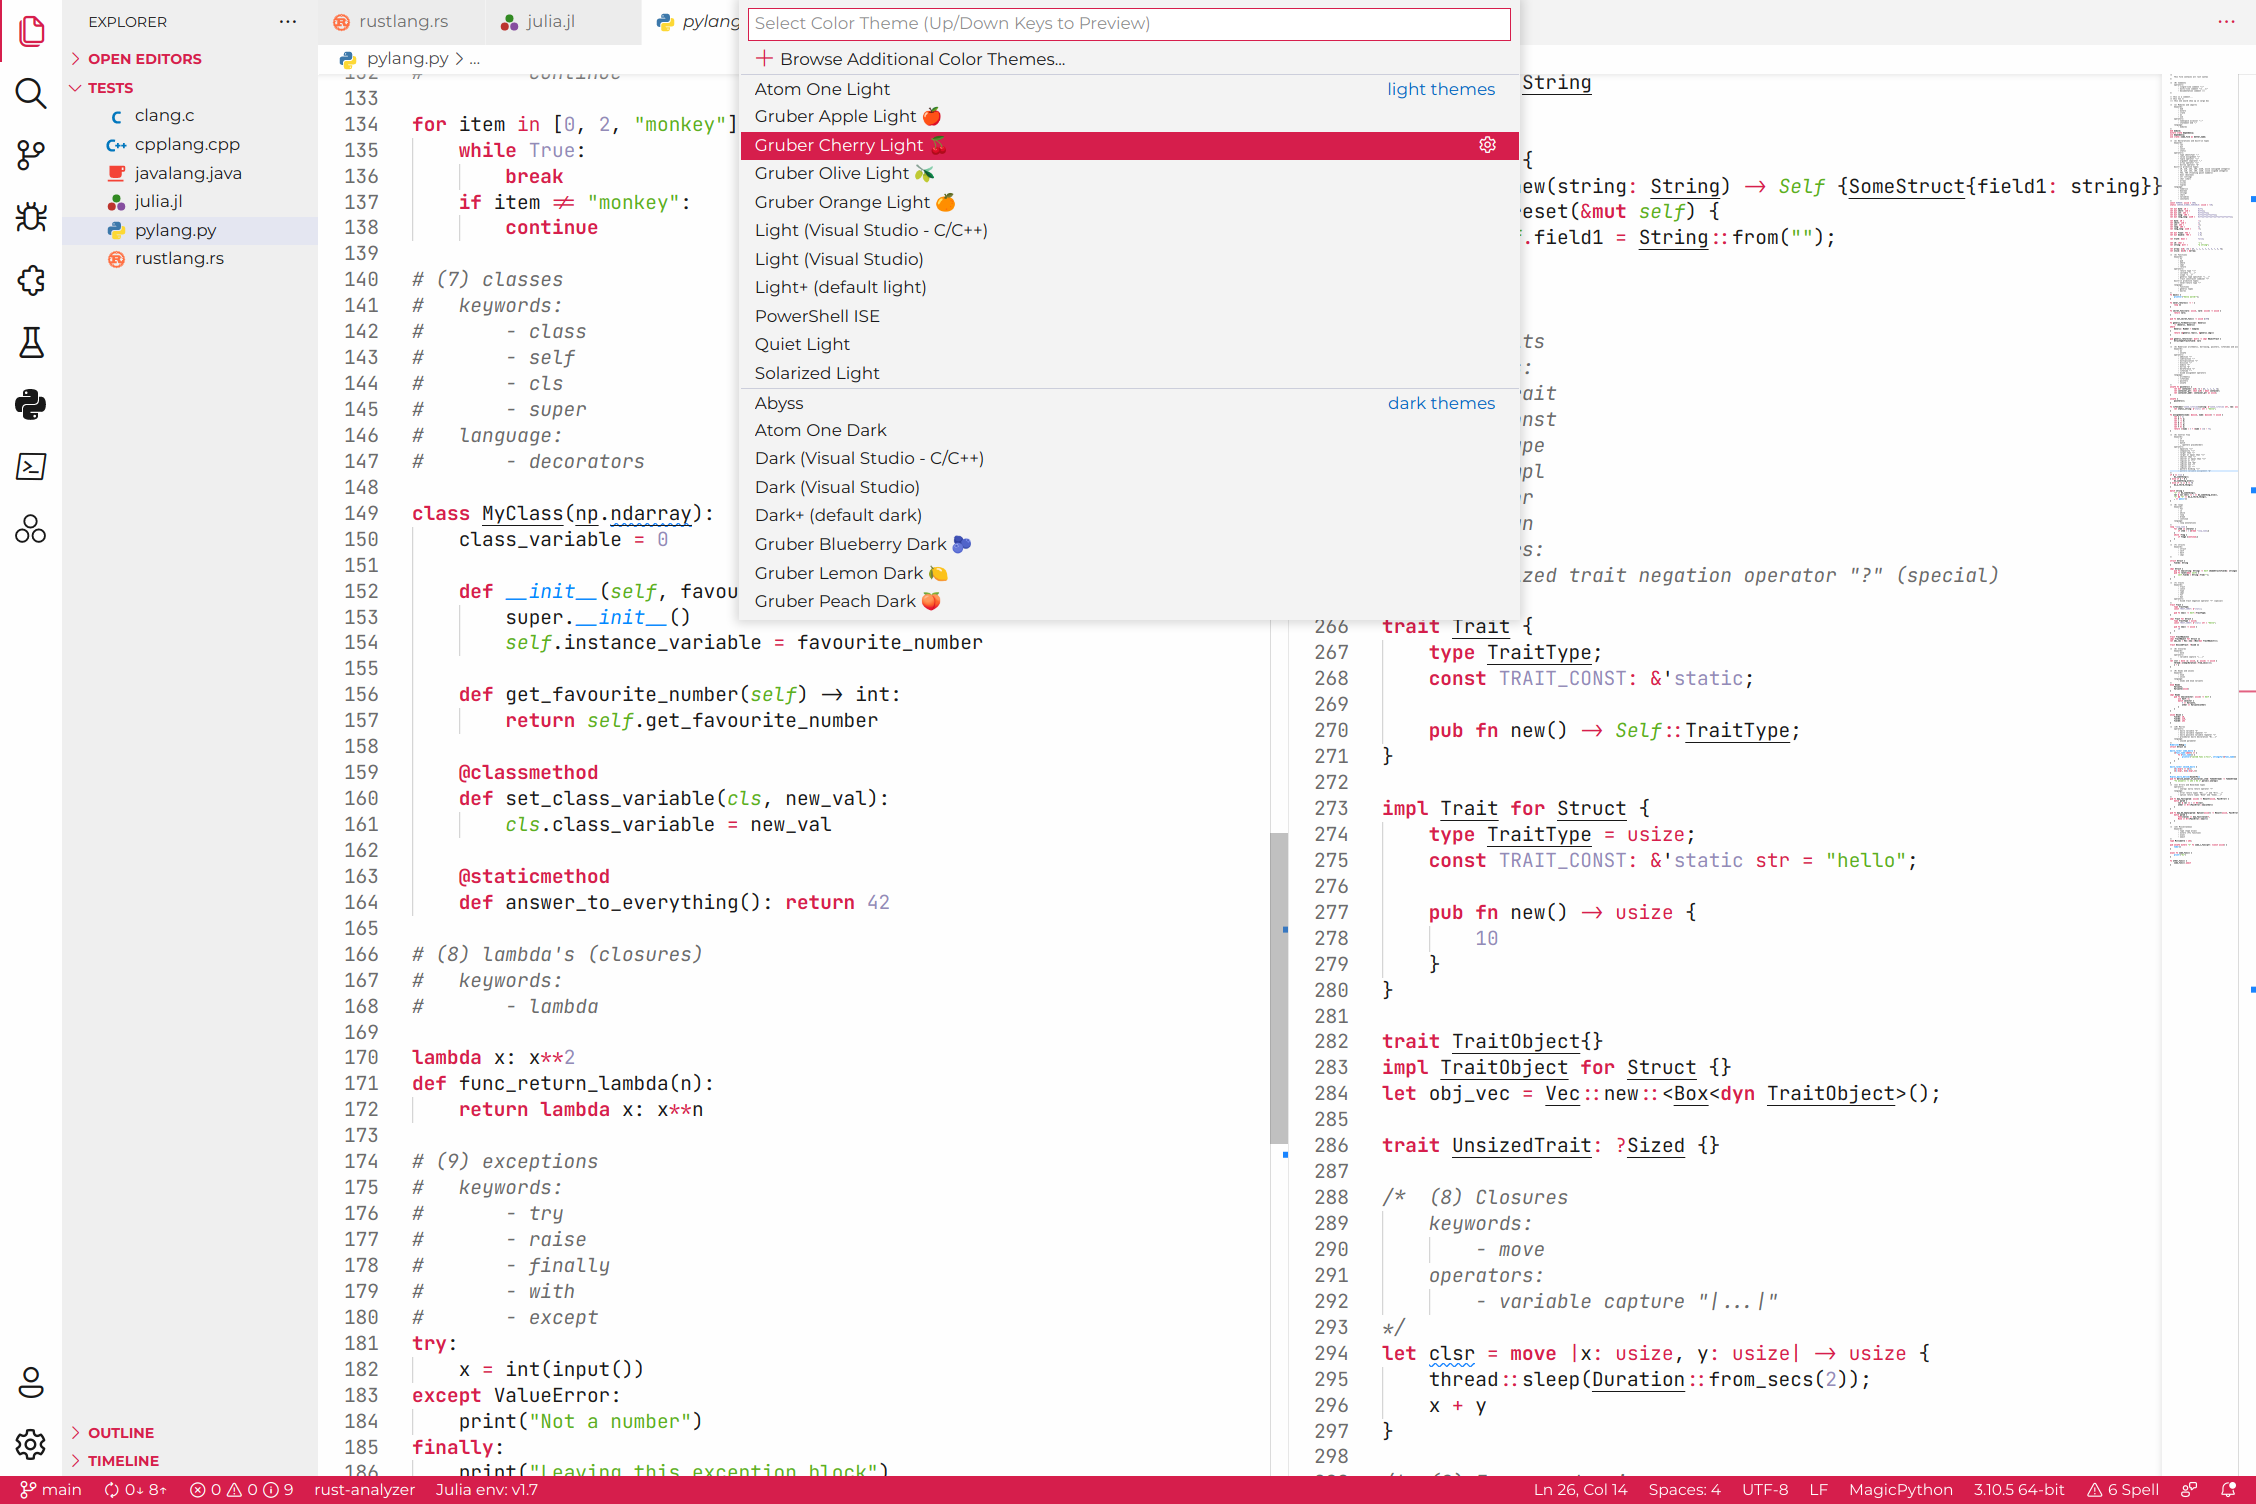 EXPLORER
OPEN EDITORS
TESTS
clang.c
cpplang.cpp
javalang.java
julia.jl
pylang.py
rustlang.rs
OUTLINE
TIMELINE
rustlang.rs
julia.jl
pylang
pylang.py > ...
132 # continue
133
134 for item in [0, 2, "monkey"]
135 while True:
136 break
137 if item ≠ "monkey":
138 continue
139
140 # (7) classes
141 # keywords:
142 # - class
143 # - self
144 # - cls
145 # - super
146 # language:
147 # - decorators
148
149 class MyClass(np.ndarray):
150 class_variable = 0
151
152 def __init__(self, favou
153 super.__init__()
154 self.instance_variable = favourite_number
155
156 def get_favourite_number(self) → int:
157 return self.get_favourite_number
158
159 @classmethod
160 def set_class_variable(cls, new_val):
161 cls.class_variable = new_val
162
163 @staticmethod
164 def answer_to_everything(): return 42
165
166 # (8) lambda's (closures)
167 # keywords:
168 # - lambda
169
170 lambda x: x**2
171 def func_return_lambda(n):
172 return lambda x: x**n
173
174 # (9) exceptions
175 # keywords:
176 # - try
177 # - raise
178 # - finally
179 # - with
180 # - except
181 try:
182 x = int(input())
183 except ValueError:
184 print("Not a number")
185 finally:
186 print("Leaving this exception block")
Select Color Theme (Up/Down Keys to Preview)
Browse Additional Color Themes...
Atom One Light light themes
Gruber Apple Light 🍎
Gruber Cherry Light 🍒
Gruber Olive Light 🫒
Gruber Orange Light 🍊
Light (Visual Studio - C/C++)
Light (Visual Studio)
Light+ (default light)
PowerShell ISE
Quiet Light
Solarized Light
Abyss dark themes
Atom One Dark
Dark (Visual Studio - C/C++)
Dark (Visual Studio)
Dark+ (default dark)
Gruber Blueberry Dark 🫐
Gruber Lemon Dark 🍋
Gruber Peach Dark 🍑
String
{
ew(string: String) → Self {SomeStruct{field1: string}}
eset(&mut self) {
.field1 = String::from("");
ts
:
ait
nst
pe
pl
r
n
s:
zed trait negation operator "?" (special)
266 trait Trait {
267 type TraitType;
268 const TRAIT_CONST: &'static;
269
270 pub fn new() → Self::TraitType;
271 }
272
273 impl Trait for Struct {
274 type TraitType = usize;
275 const TRAIT_CONST: &'static str = "hello";
276
277 pub fn new() → usize {
278 10
279 }
280 }
281
282 trait TraitObject{}
283 impl TraitObject for Struct {}
284 let obj_vec = Vec::new::<Box<dyn TraitObject>();
285
286 trait UnsizedTrait: ?Sized {}
287
288 /* (8) Closures
289 keywords:
290 - move
291 operators:
292 - variable capture "|...|"
293 */
294 let clsr = move |x: usize, y: usize| → usize {
295 thread::sleep(Duration::from_secs(2));
296 x + y
297 }
298
main 0↓ 8↑ 0 0 9 rust-analyzer Julia env: v1.7 Ln 26, Col 14 Spaces: 4 UTF-8 LF MagicPython 3.10.5 64-bit 6 Spell